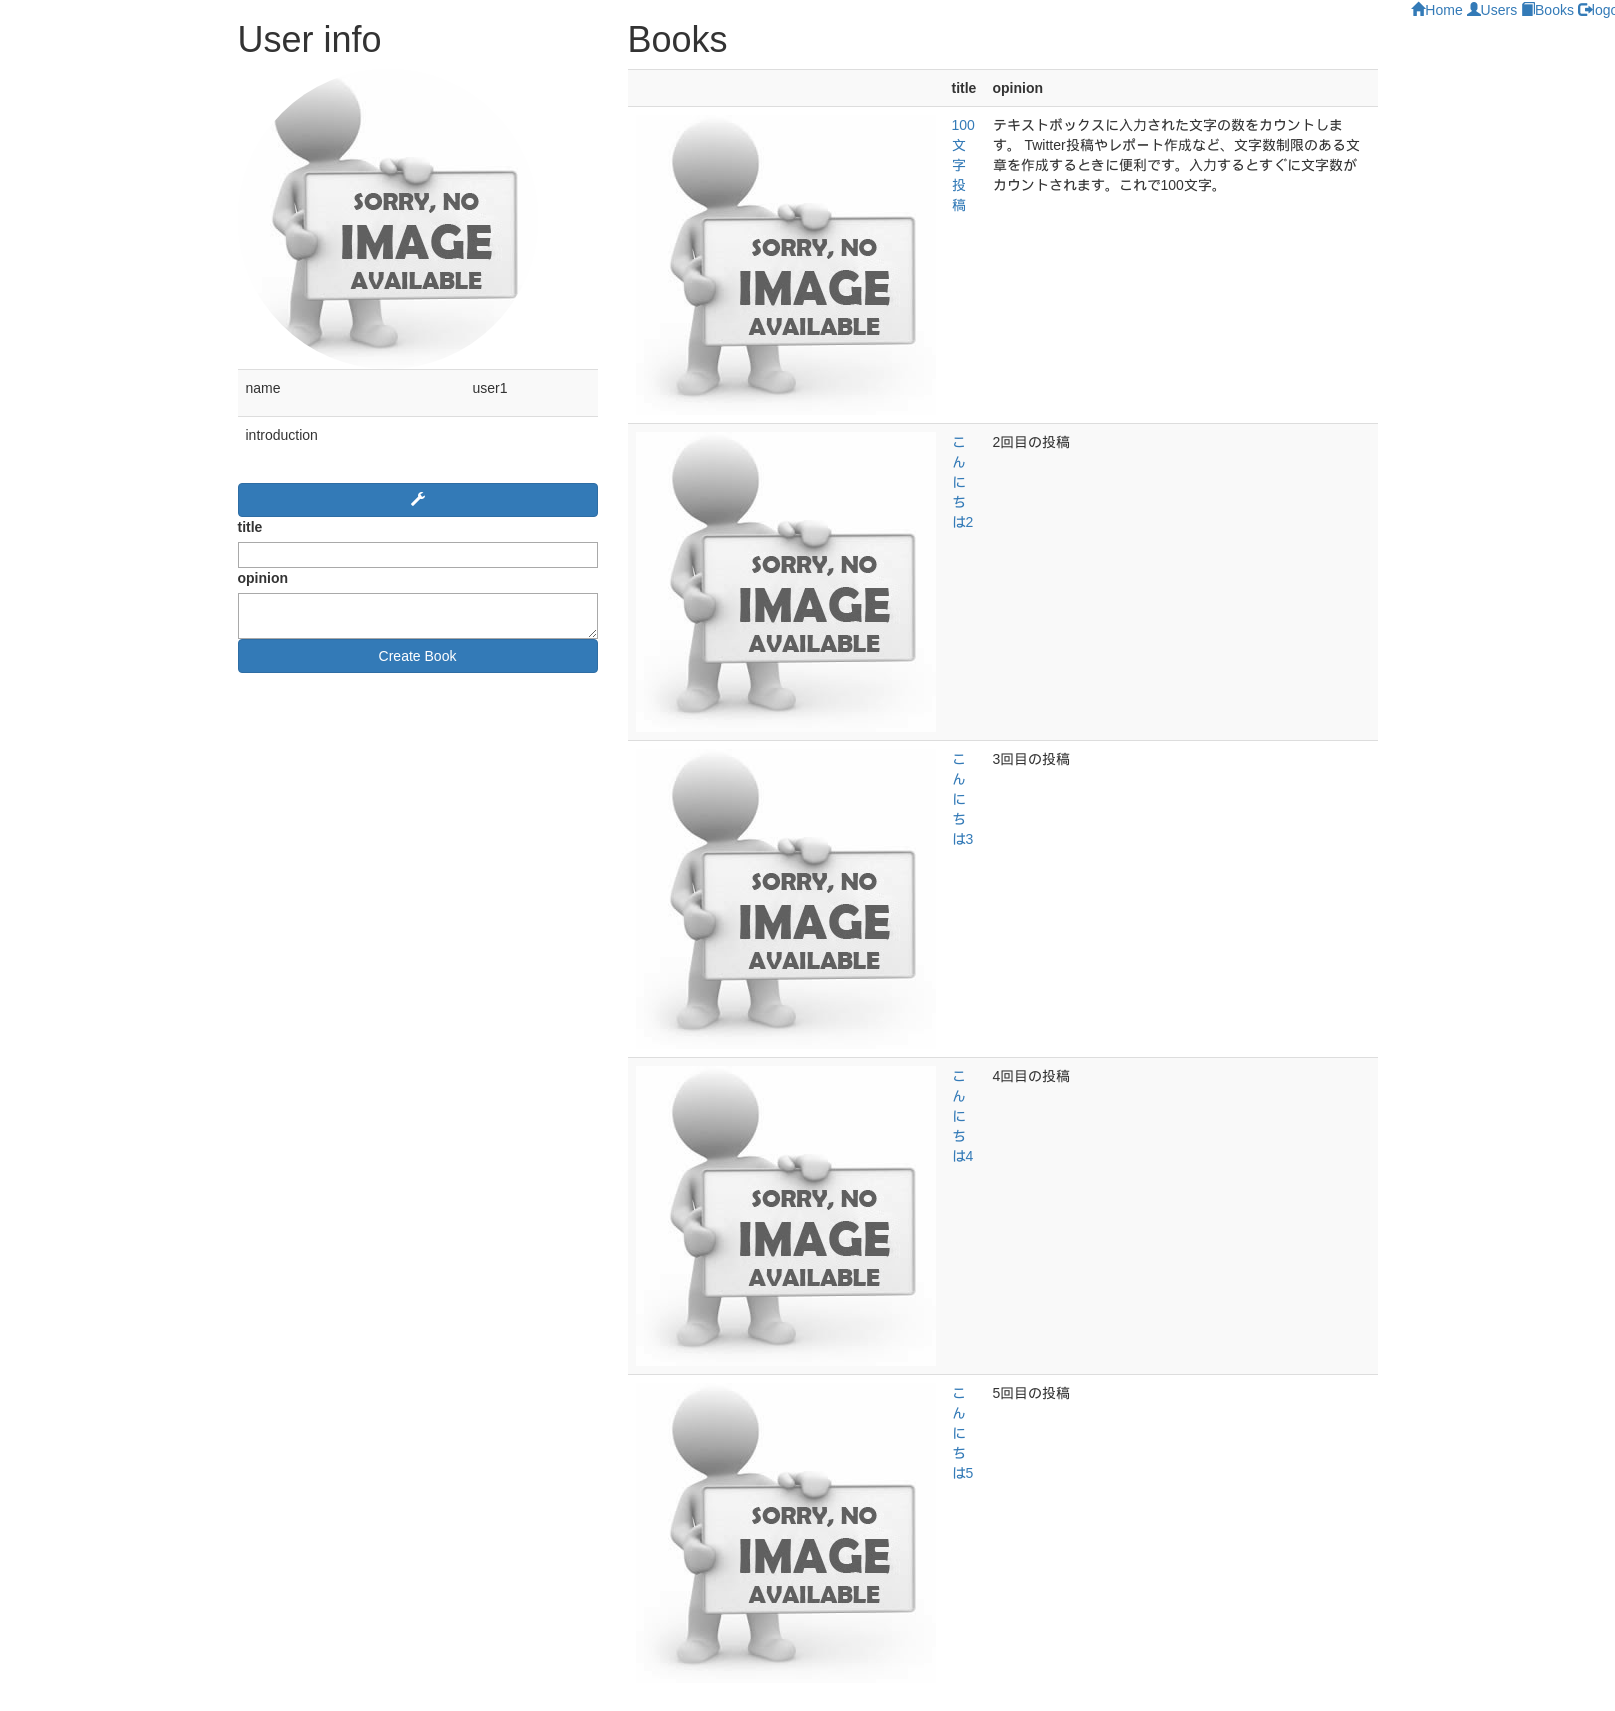 Home Users Books logo
User info
SORRY, NO
IMAGE
AVAILABLE
name user1
introduction
title
opinion
Create Book
Books
title opinion
SORRY, NO
IMAGE
AVAILABLE
100
文
字
投
稿
テキストボックスに入力された文字の数をカウントしま
す。 Twitter投稿やレポート作成など、文字数制限のある文
章を作成するときに便利です。入力するとすぐに文字数が
カウントされます。これで100文字。
SORRY, NO
IMAGE
AVAILABLE
こ
ん
に
ち
は2
2回目の投稿
SORRY, NO
IMAGE
AVAILABLE
こ
ん
に
ち
は3
3回目の投稿
SORRY, NO
IMAGE
AVAILABLE
こ
ん
に
ち
は4
4回目の投稿
SORRY, NO
IMAGE
AVAILABLE
こ
ん
に
ち
は5
5回目の投稿